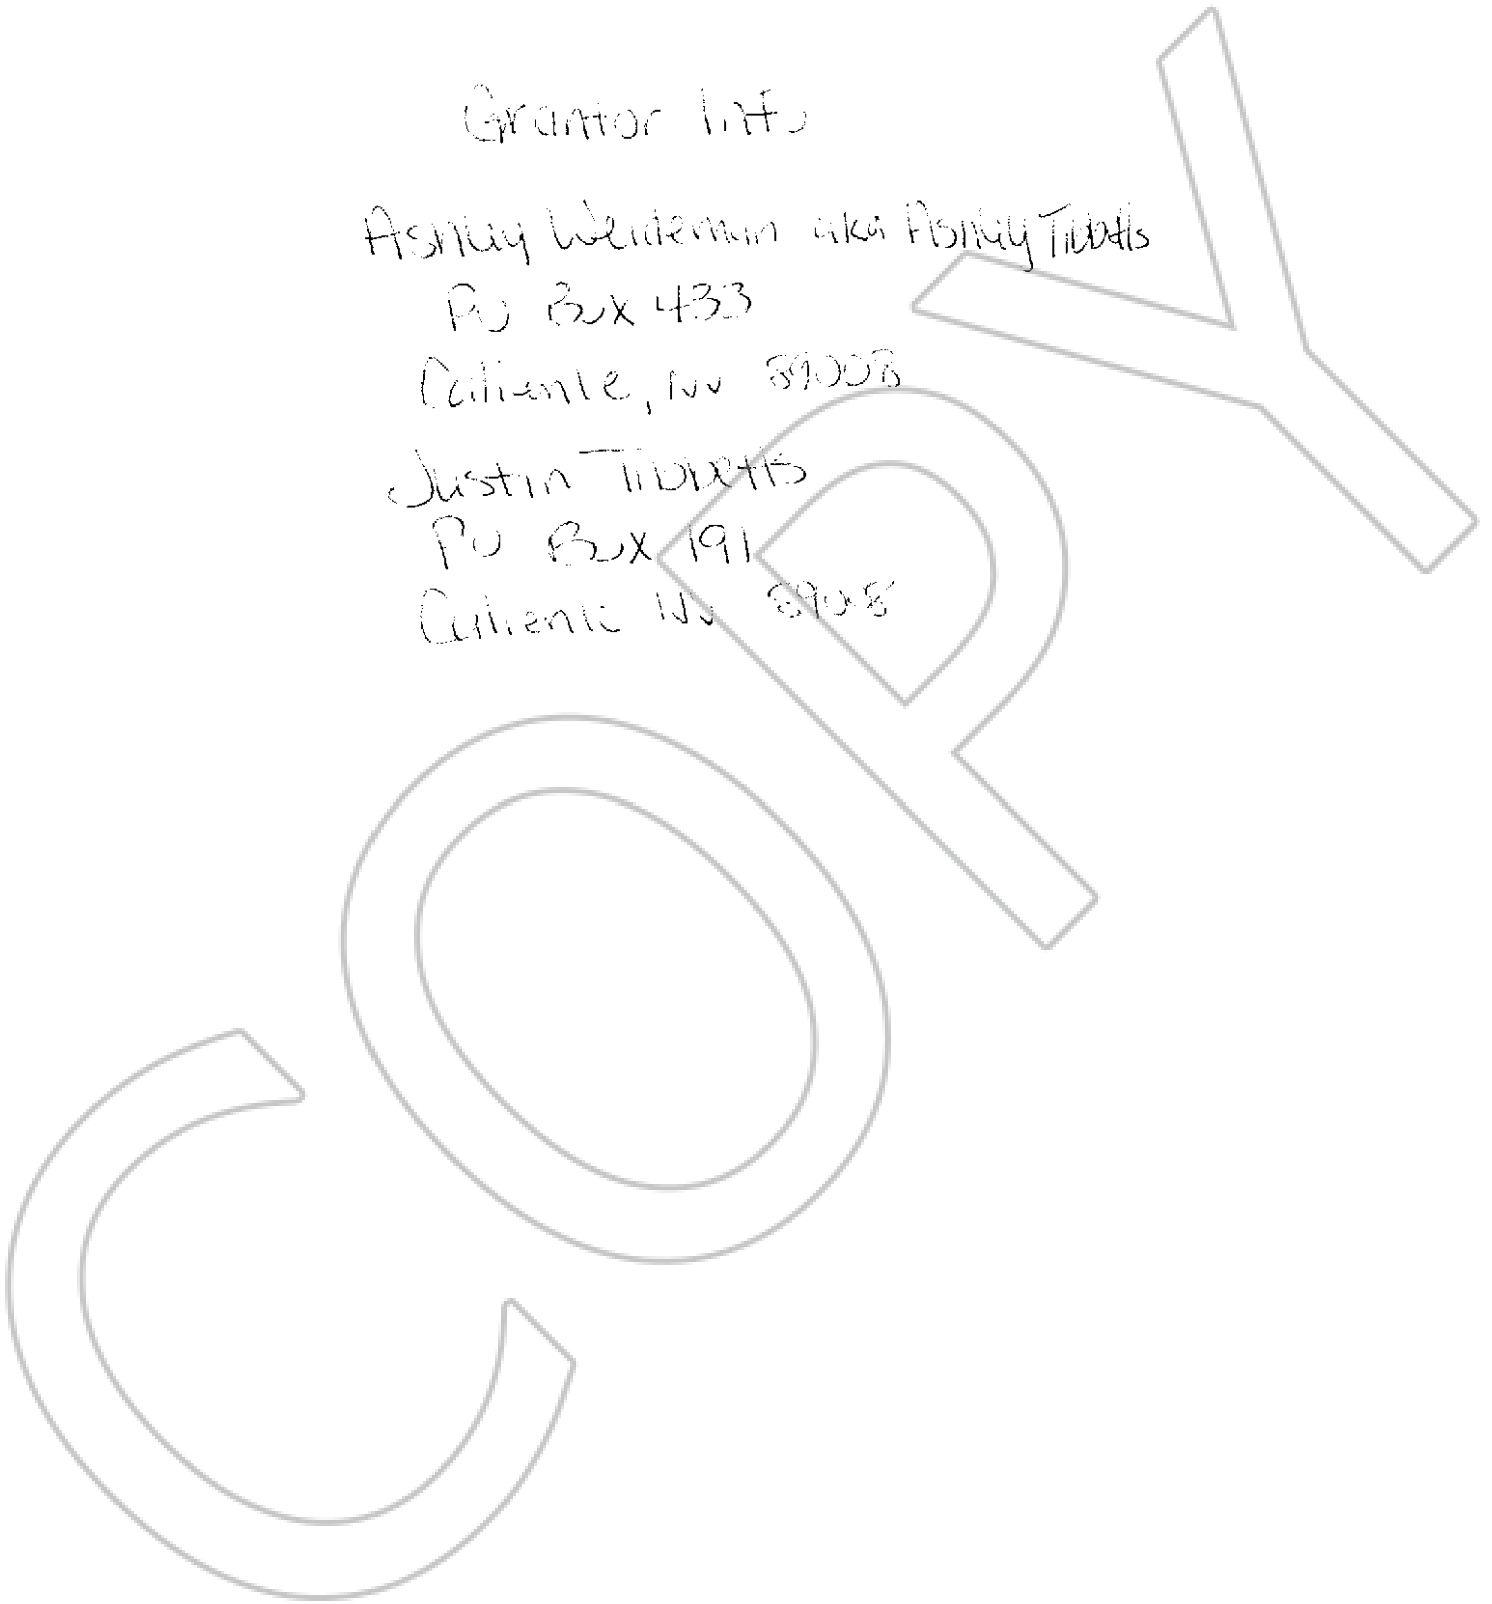 Grantor Info
Ashley Weideman aka Ashley Tibbetts
PO Box 433
Caliente, NV 89008
Justin Tibbetts
PO Box 191
Caliente NV 89008
COPY